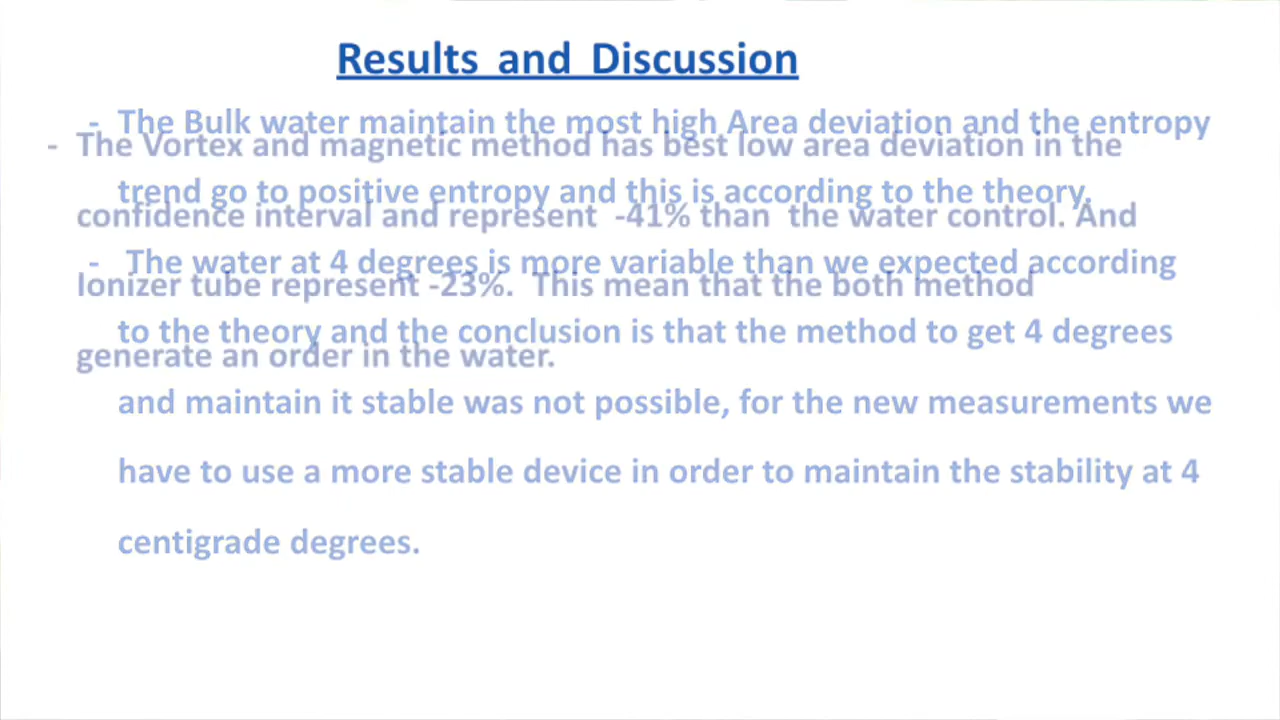 Results and Discussion
- The Bulk water maintain the most high Area deviation and the entropy
trend go to positive entropy and this is according to the theory.
- The water at 4 degrees is more variable than we expected according
to the theory and the conclusion is that the method to get 4 degrees
and maintain it stable was not possible, for the new measurements we
have to use a more stable device in order to maintain the stability at 4
centigrade degrees.
- The Vortex and magnetic method has best low area deviation in the
confidence interval and represent -41% than the water control. And
Ionizer tube represent -23%. This mean that the both method
generate an order in the water.